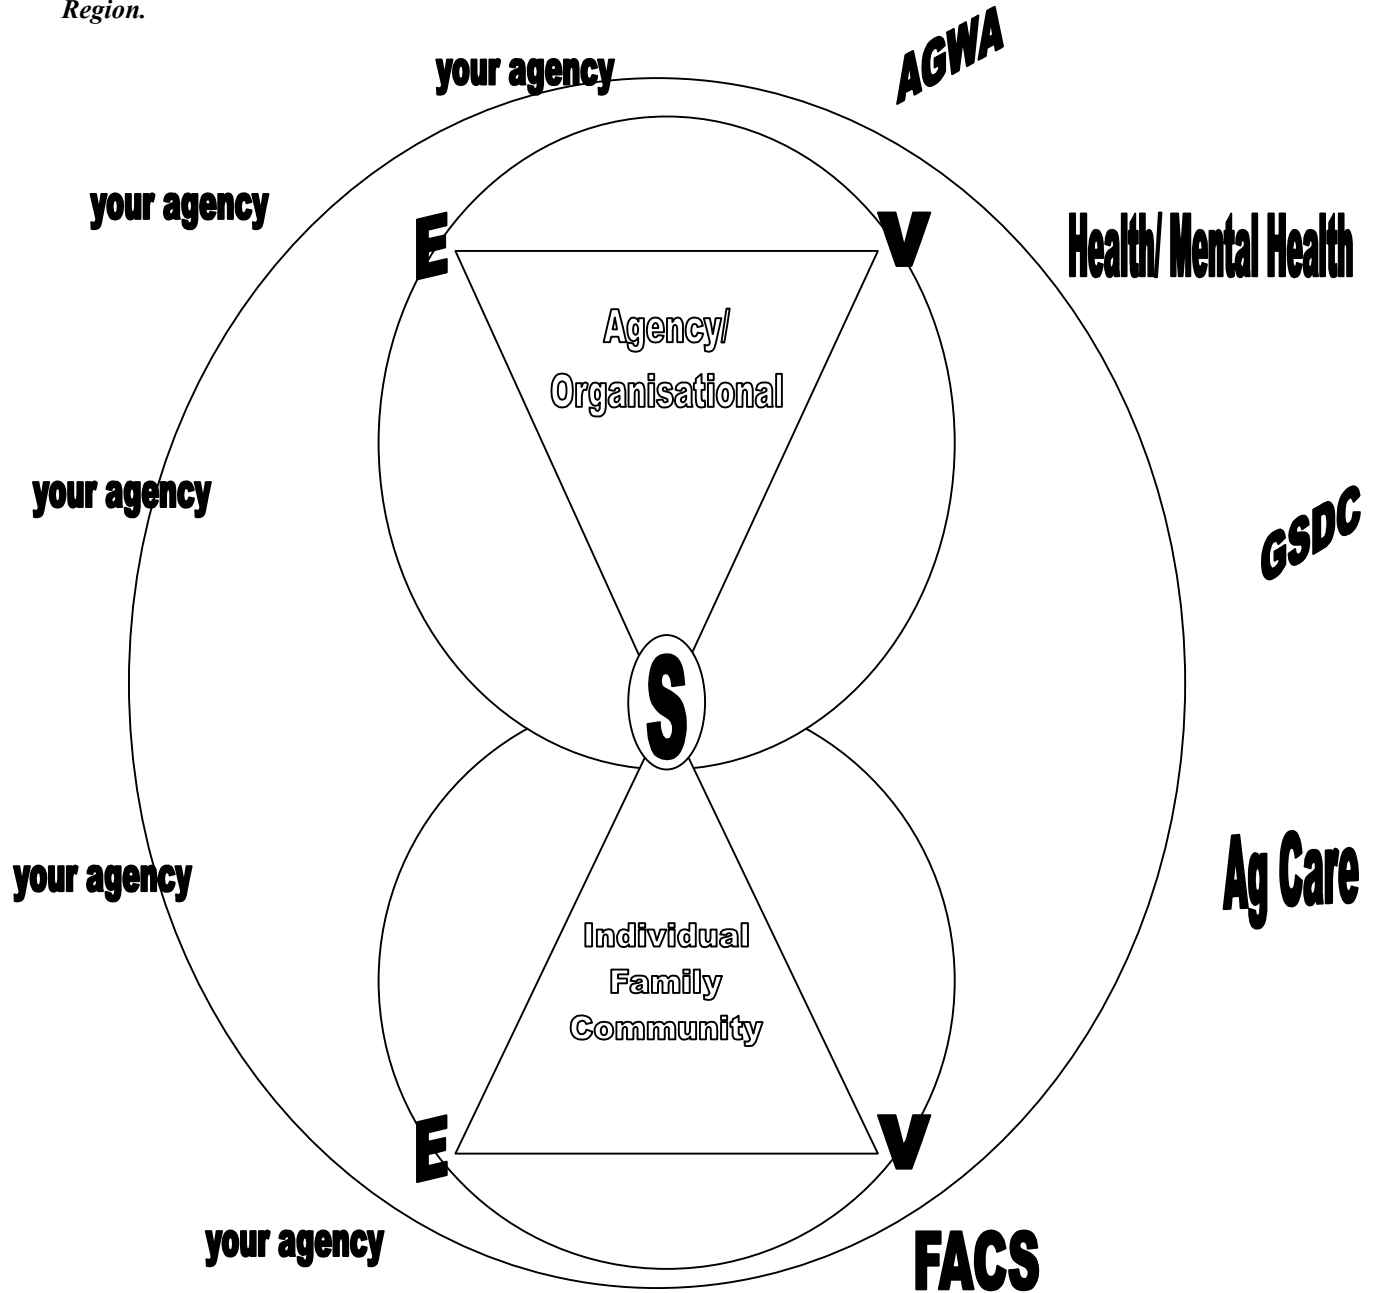 Region.
AGWA
your agency
your agency
E
V
Health/ Mental Health
Agency/
Organisational
your agency
GSDC
S
your agency
Ag Care
Individual
Family
Community
E
V
your agency
FACS